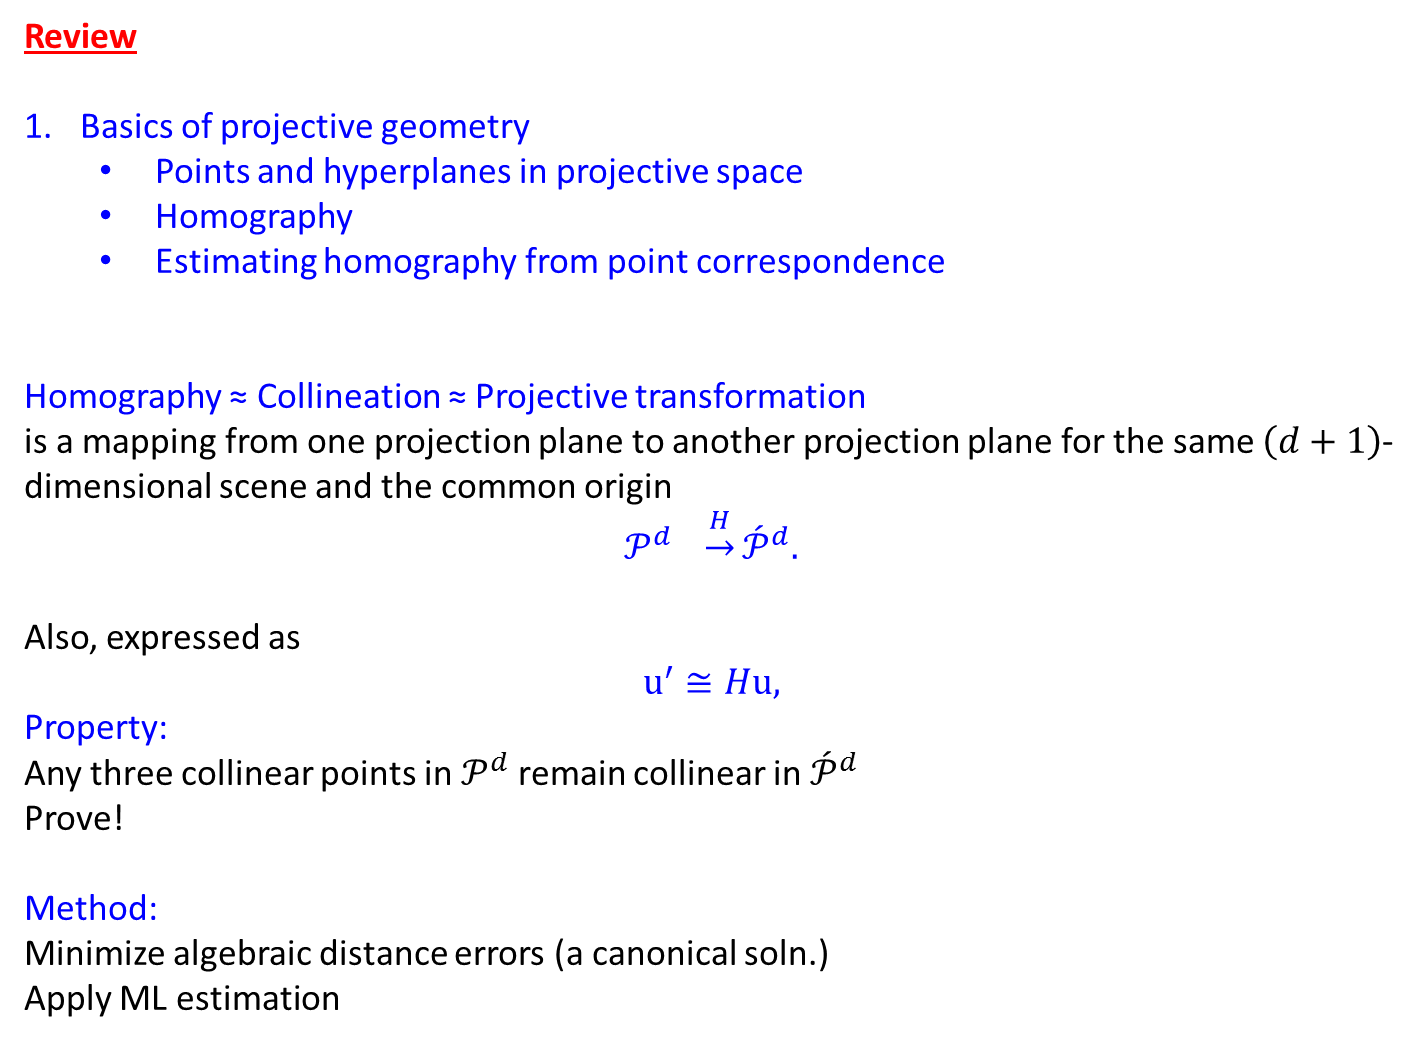 Review
1. Basics of projective geometry
• Points and hyperplanes in projective space
• Homography
• Estimating homography from point correspondence
Homography ≈ Collineation ≈ Projective transformation
is a mapping from one projection plane to another projection plane for the same (𝑑 + 1)-
dimensional scene and the common origin
𝒫^𝑑 →^𝐻 𝒫́^𝑑.
Also, expressed as
u′ ≅ 𝐻u,
Property:
Any three collinear points in 𝒫^𝑑 remain collinear in 𝒫́^𝑑
Prove!
Method:
Minimize algebraic distance errors (a canonical soln.)
Apply ML estimation